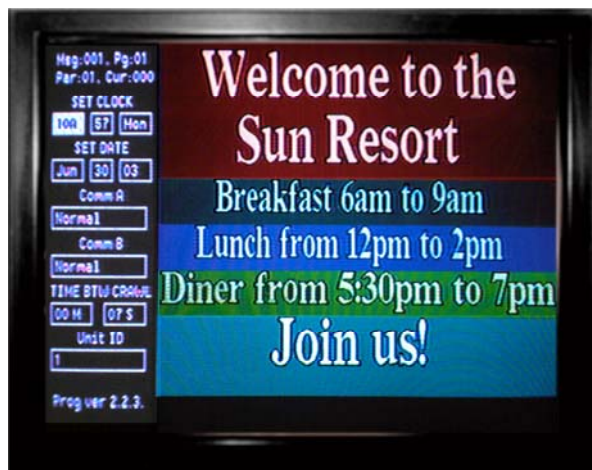 Msg:001, Pg:01
Par:01, Cur:000
SET CLOCK
10A 57 Mon
SET DATE
Jun 30 03
Comm A
Normal
Comm B
Normal
TIME BTW CRAWL
00 M 07 S
Unit ID
1
Prog ver 2.2.3.
Welcome to the
Sun Resort
Breakfast 6am to 9am
Lunch from 12pm to 2pm
Diner from 5:30pm to 7pm
Join us!